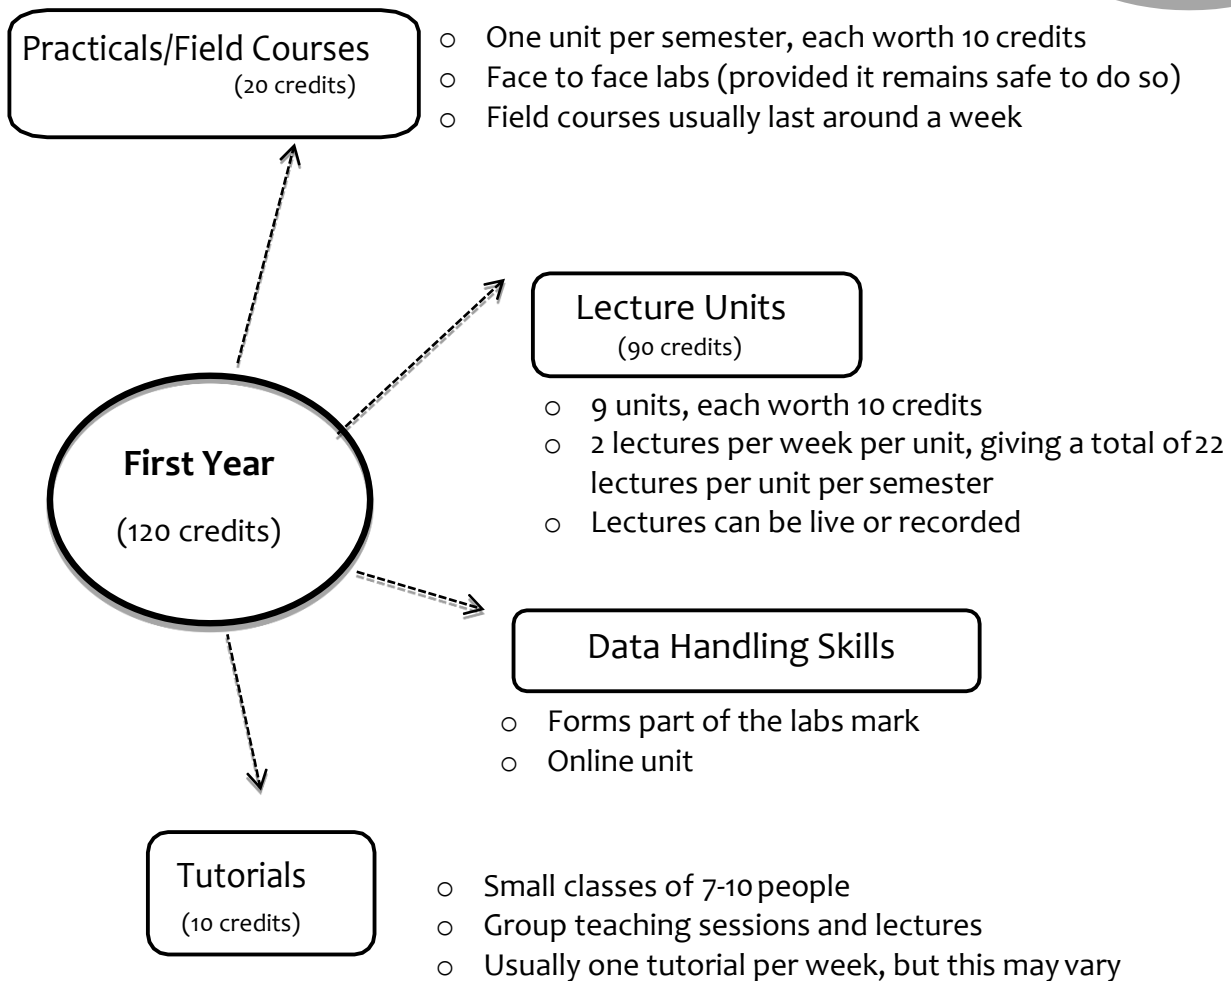 Practicals/Field Courses
(20 credits)
○ One unit per semester, each worth 10 credits
○ Face to face labs (provided it remains safe to do so)
○ Field courses usually last around a week
Lecture Units
(90 credits)
○ 9 units, each worth 10 credits
○ 2 lectures per week per unit, giving a total of 22
lectures per unit per semester
○ Lectures can be live or recorded
First Year
(120 credits)
Data Handling Skills
○ Forms part of the labs mark
○ Online unit
Tutorials
(10 credits)
○ Small classes of 7-10 people
○ Group teaching sessions and lectures
○ Usually one tutorial per week, but this may vary